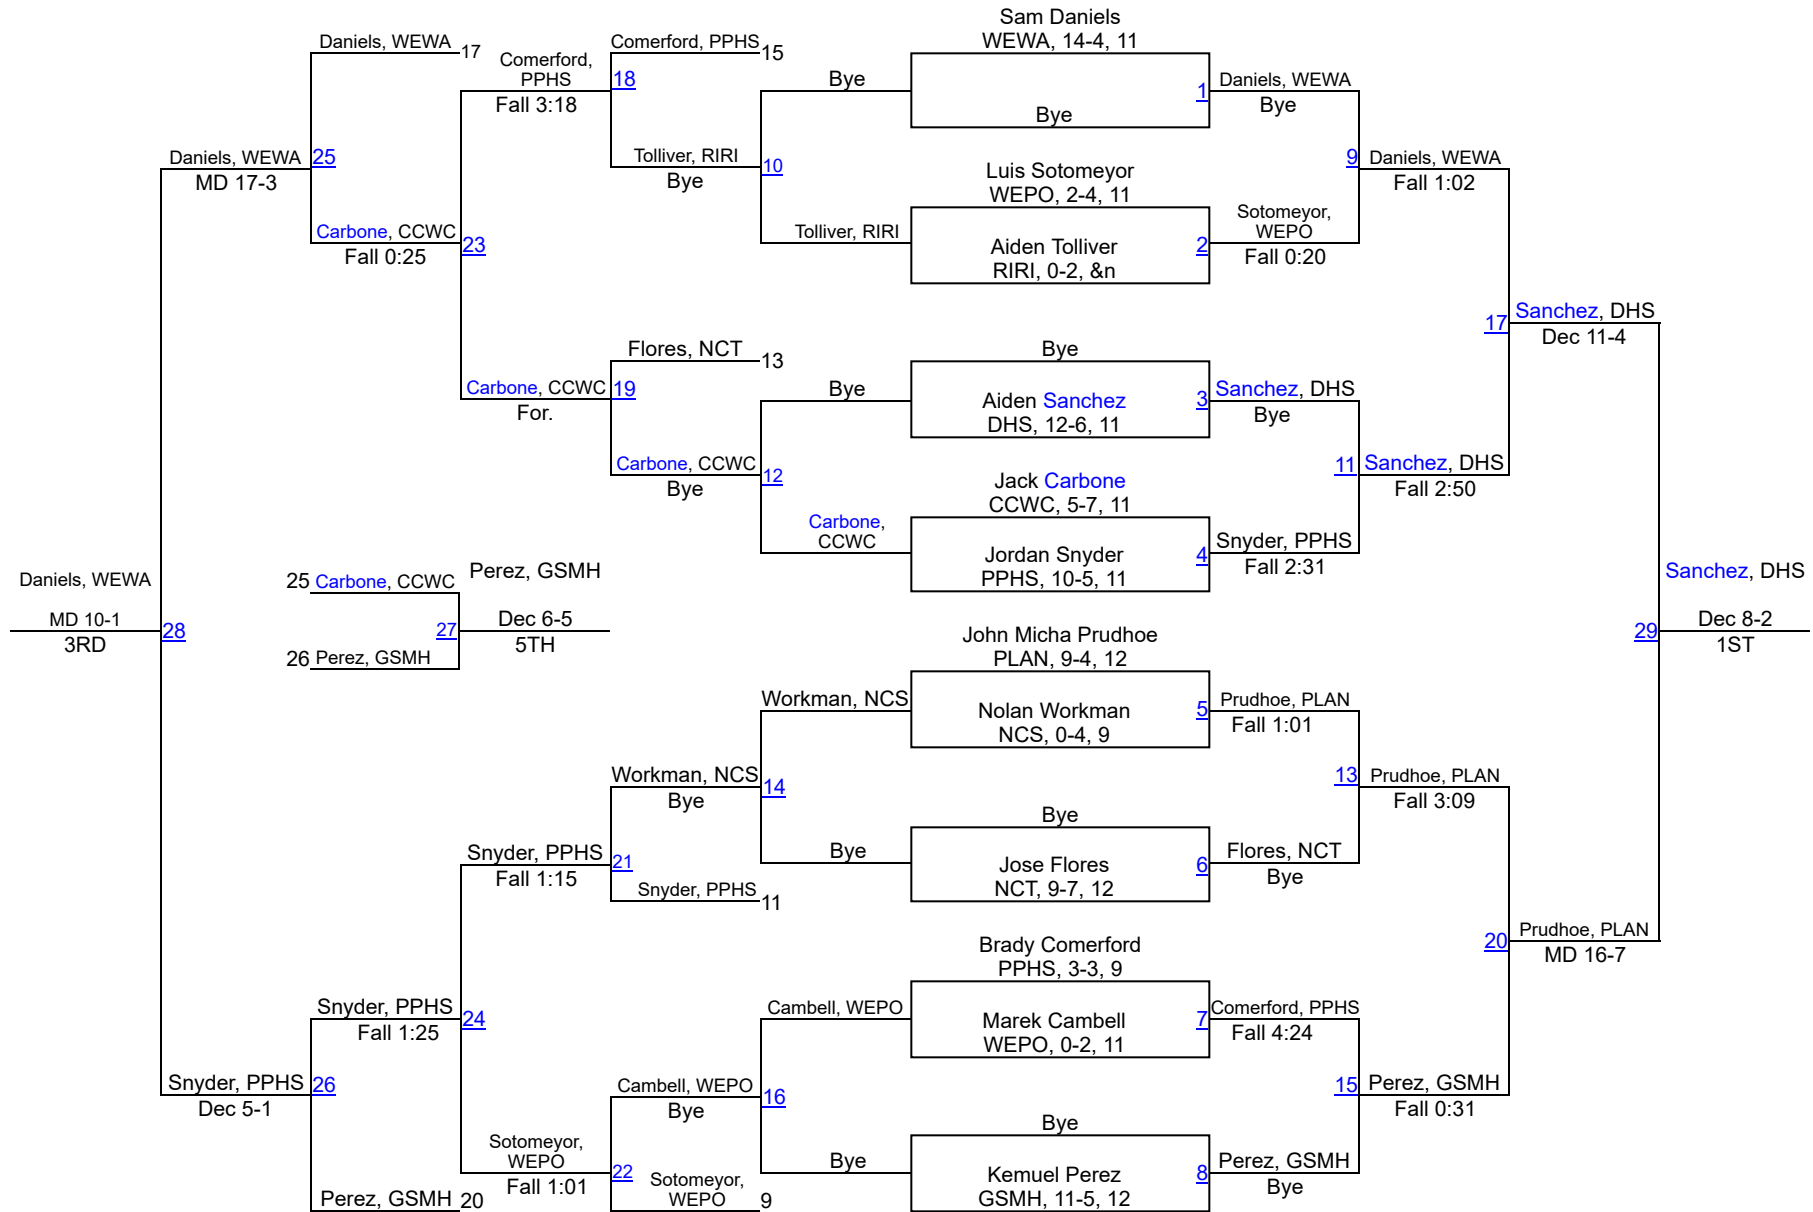 Sam Daniels
WEWA, 14-4, 11
Daniels, WEWA
17
Comerford,
PPHS
Fall 3:18
Comerford, PPHS
15
18
Bye
Bye
1
Daniels, WEWA
Bye
Daniels, WEWA
MD 17-3
25
Tolliver, RIRI
Bye
10
Luis Sotomeyor
WEPO, 2-4, 11
9
Daniels, WEWA
Fall 1:02
Carbone, CCWC
Fall 0:25
23
Tolliver, RIRI
Aiden Tolliver
RIRI, 0-2, &n
2
Sotomeyor,
WEPO
Fall 0:20
17
Sanchez, DHS
Dec 11-4
Flores, NCT
13
Bye
Carbone, CCWC
For.
19
Bye
Aiden Sanchez
DHS, 12-6, 11
3
Sanchez, DHS
Bye
Carbone, CCWC
Bye
12
Jack Carbone
CCWC, 5-7, 11
11
Sanchez, DHS
Fall 2:50
Carbone,
CCWC
Jordan Snyder
PPHS, 10-5, 11
4
Snyder, PPHS
Fall 2:31
Daniels, WEWA
MD 10-1
3RD
28
25
Carbone, CCWC
Perez, GSMH
27
Dec 6-5
5TH
26
Perez, GSMH
Sanchez, DHS
29
Dec 8-2
1ST
John Micha Prudhoe
PLAN, 9-4, 12
Workman, NCS
Nolan Workman
NCS, 0-4, 9
5
Prudhoe, PLAN
Fall 1:01
Workman, NCS
Bye
14
13
Prudhoe, PLAN
Fall 3:09
Bye
Snyder, PPHS
Fall 1:15
21
Bye
Jose Flores
NCT, 9-7, 12
6
Flores, NCT
Bye
Snyder, PPHS
11
20
Prudhoe, PLAN
MD 16-7
Brady Comerford
PPHS, 3-3, 9
Snyder, PPHS
Fall 1:25
24
Cambell, WEPO
Marek Cambell
WEPO, 0-2, 11
7
Comerford, PPHS
Fall 4:24
Snyder, PPHS
Dec 5-1
26
Cambell, WEPO
Bye
16
15
Perez, GSMH
Fall 0:31
Bye
Sotomeyor,
WEPO
Fall 1:01
22
Bye
Kemuel Perez
GSMH, 11-5, 12
8
Perez, GSMH
Bye
Perez, GSMH
20
Sotomeyor,
WEPO
9